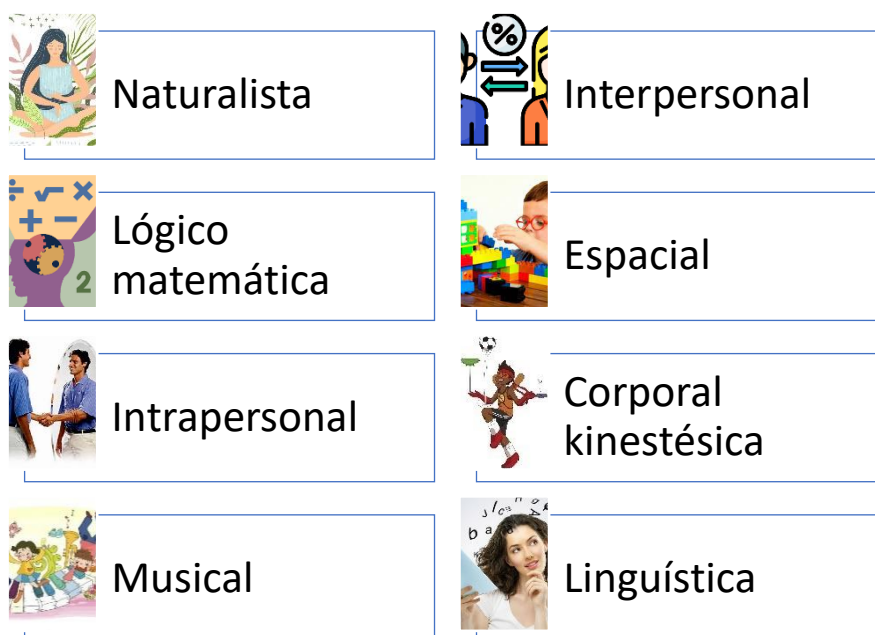 Naturalista
Interpersonal
Lógico
matemática
Espacial
Intrapersonal
Corporal
kinestésica
Musical
Linguística